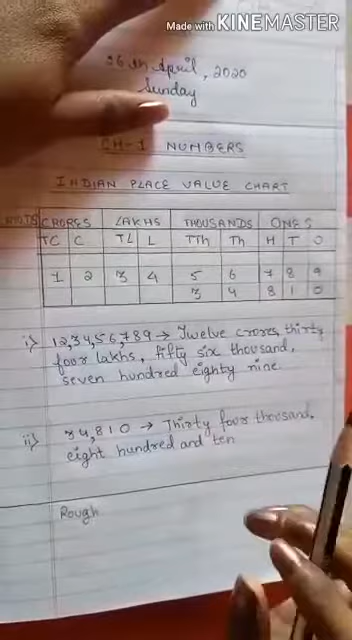 Made with KINEMASTER
26th April, 2020
Sunday
CH-1 NUMBERS
INDIAN PLACE VALUE CHART
CRORES LAKHS THOUSANDS ONES
TC C TL L TTh Th H T O
1 2 3 4 5 6 7 8 9
3 4 8 1 0
i) 12,34,56,789 → Twelve crores, thirty
four lakhs, fifty six thousand,
seven hundred eighty nine
ii) 34,810 → Thirty four thousand,
eight hundred and ten
Rough